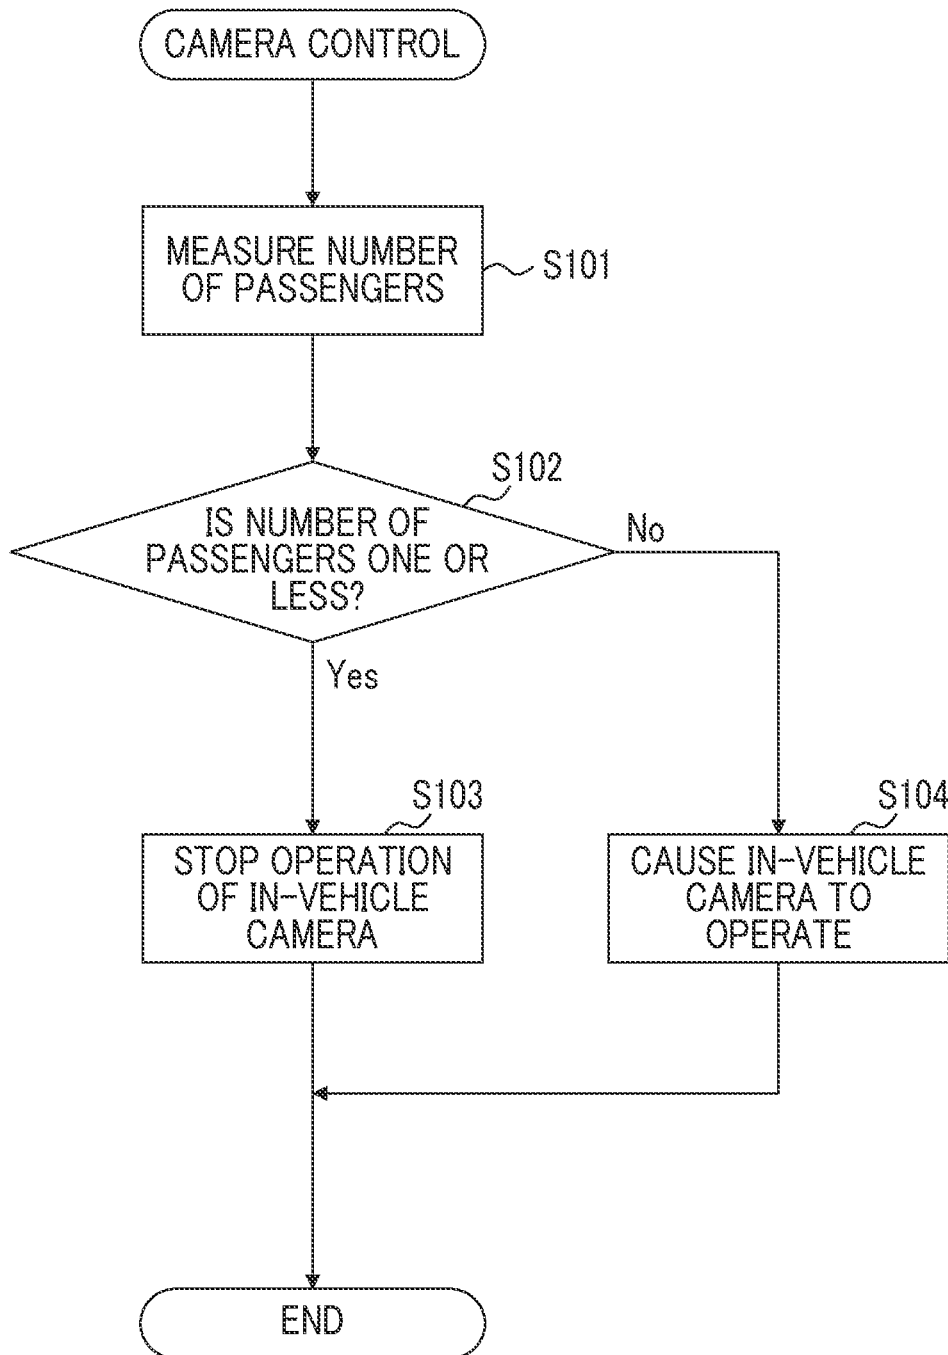 CAMERA CONTROL
MEASURE NUMBER
OF PASSENGERS
S101
S102
IS NUMBER OF
PASSENGERS ONE OR
LESS?
No
Yes
S103
STOP OPERATION
OF IN-VEHICLE
CAMERA
S104
CAUSE IN-VEHICLE
CAMERA TO
OPERATE
END